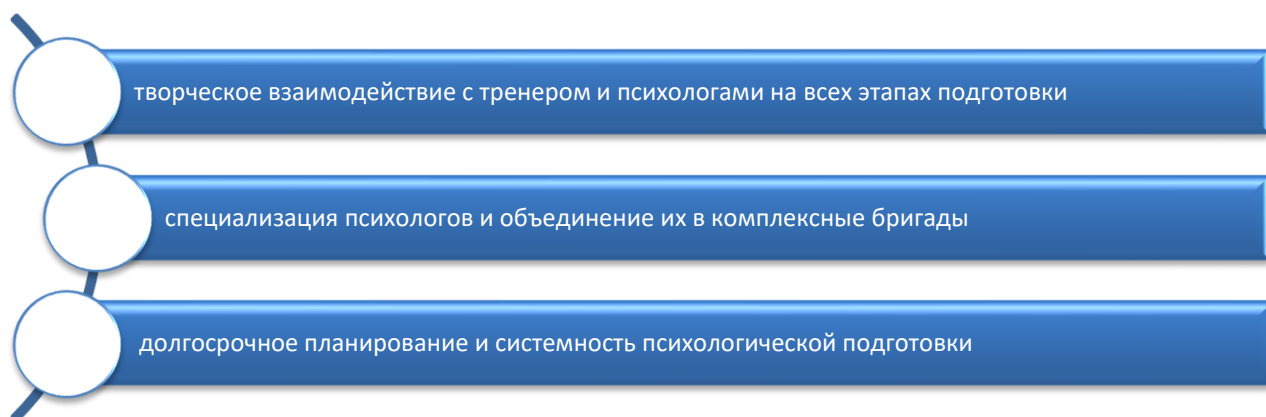 творческое взаимодействие с тренером и психологами на всех этапах подготовки
специализация психологов и объединение их в комплексные бригады
долгосрочное планирование и системность психологической подготовки